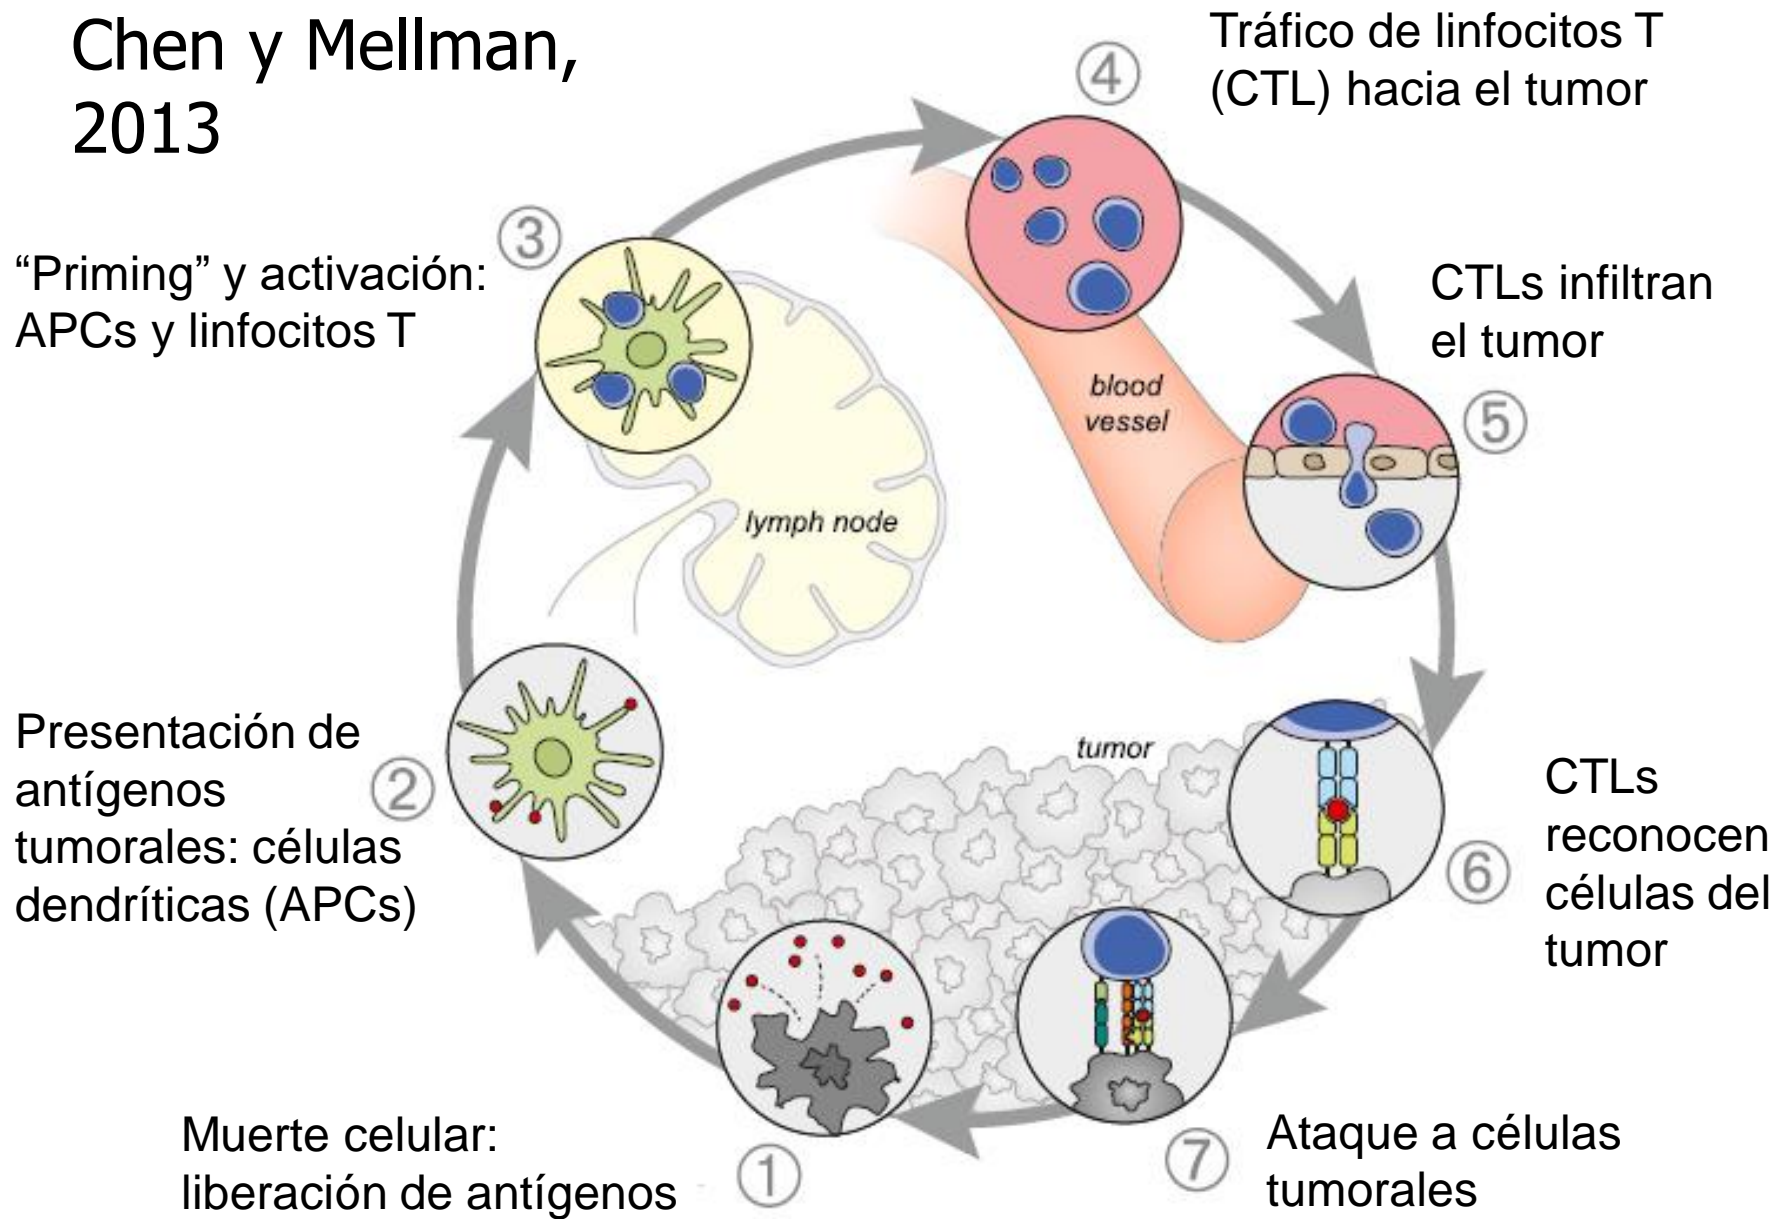 Chen y Mellman,
2013
④
Tráfico de linfocitos T
(CTL) hacia el tumor
③
“Priming” y activación:
APCs y linfocitos T
CTLs infiltran
el tumor
⑤
blood
vessel
lymph node
Presentación de
antígenos
tumorales: células
dendríticas (APCs)
②
tumor
CTLs
reconocen
células del
tumor
⑥
Muerte celular:
liberación de antígenos
①
⑦
Ataque a células
tumorales